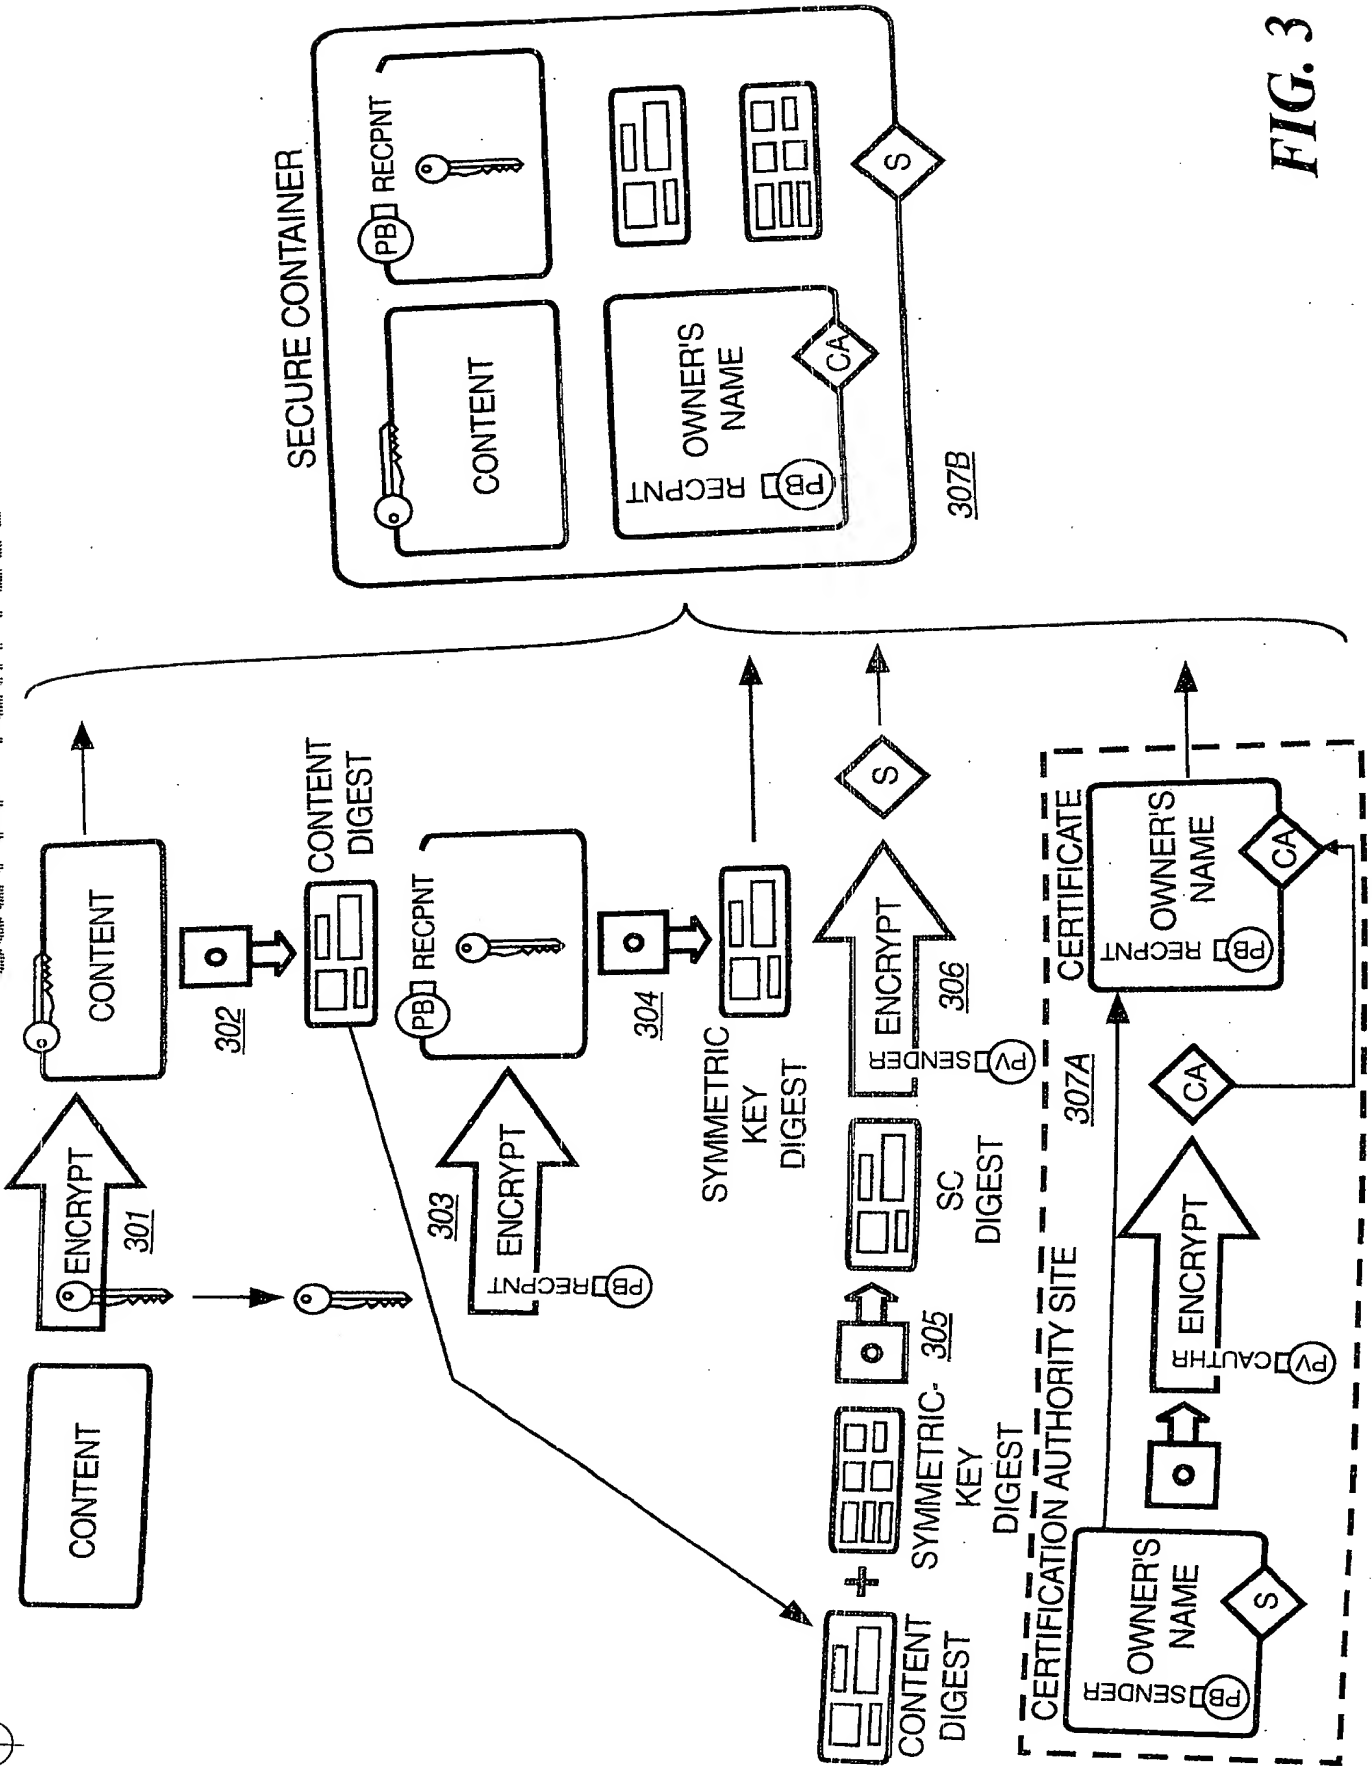 CONTENT
ENCRYPT
301
CONTENT
302
CONTENT
DIGEST
303
ENCRYPT
PB RECPNT
PB RECPNT
304
SYMMETRIC
KEY
DIGEST
CONTENT
DIGEST
+
SYMMETRIC-
KEY
DIGEST
305
SC
DIGEST
ENCRYPT
PV SENDER
306
S
CERTIFICATION AUTHORITY SITE
307A
CERTIFICATE
OWNER'S
NAME
PB SENDER
S
ENCRYPT
PV CAUTHR
CA
OWNER'S
NAME
PB RECPNT
CA
SECURE CONTAINER
CONTENT
PB RECPNT
OWNER'S
NAME
PB RECPNT
CA
S
307B
FIG. 3